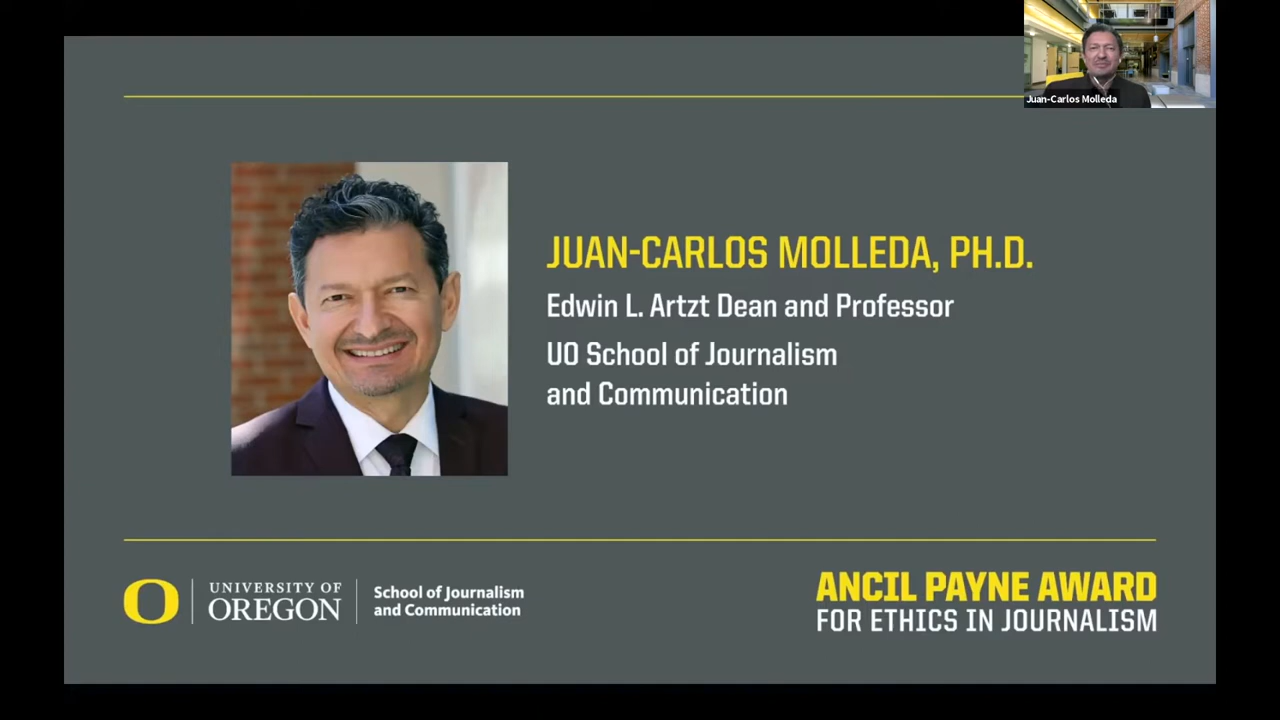 Juan-Carlos Molleda
JUAN-CARLOS MOLLEDA, PH.D.
Edwin L. Artzt Dean and Professor
UO School of Journalism
and Communication
O
UNIVERSITY OF
OREGON
School of Journalism
and Communication
ANCIL PAYNE AWARD
FOR ETHICS IN JOURNALISM